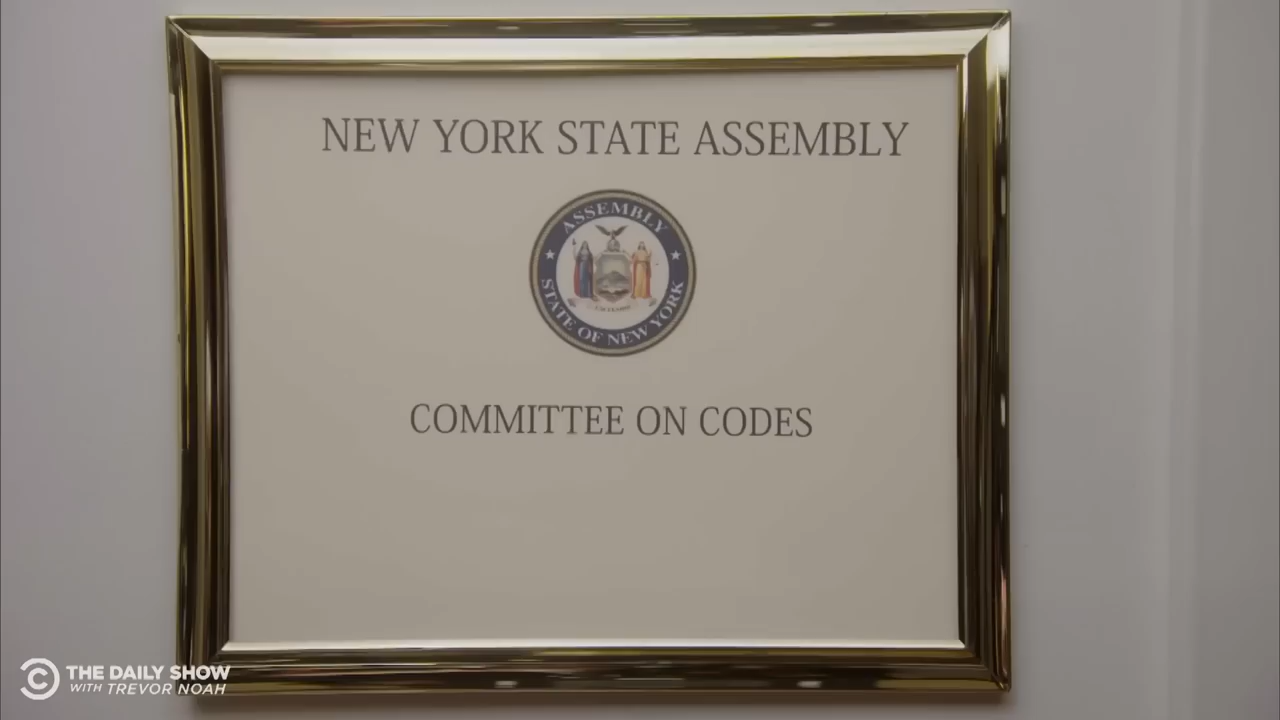 NEW YORK STATE ASSEMBLY
ASSEMBLY
STATE OF NEW YORK
COMMITTEE ON CODES
THE DAILY SHOW
WITH TREVOR NOAH